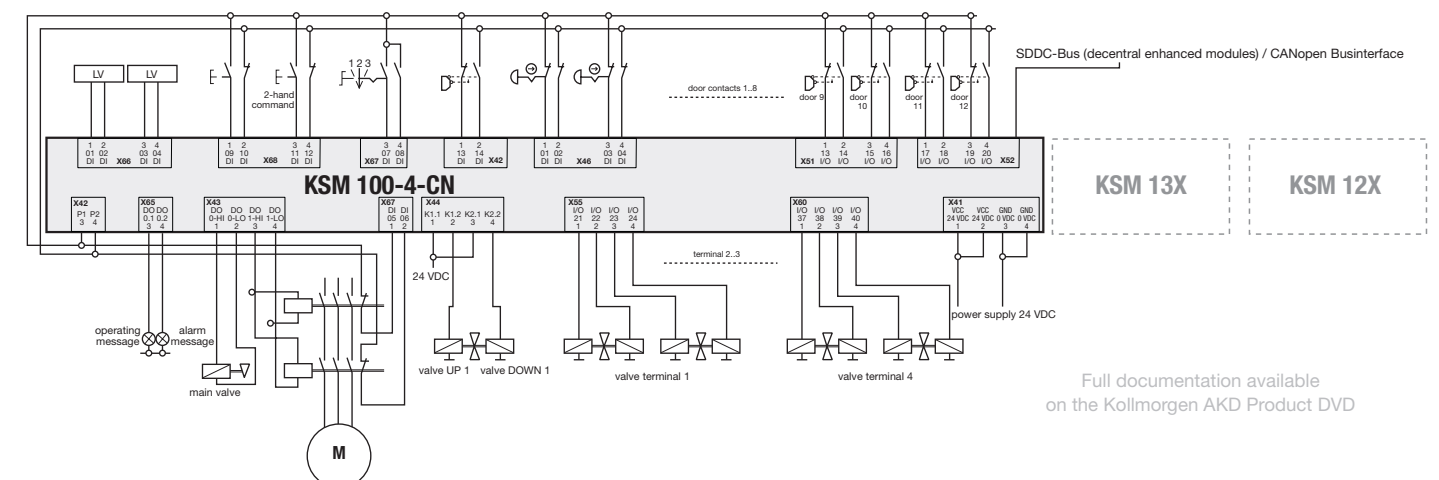 SDDC-Bus (decentral enhanced modules) / CANopen Businterface
1 2 3
LV LV
2-hand
command
door contacts 1..8
door 9
door
10
door
11
door
12
1 2 3 4
01 02 03 04
DI DI X66 DI DI
1 2 3 4
09 10 11 12
DI DI X68 DI DI
3 4
07 08
X67 DI DI
1 2
13 14
DI DI X42
1 2 3 4
01 02 03 04
DI DI X46 DI DI
1 2 3 4
13 14 15 16
X51 I/O I/O I/O I/O
1 2 3 4
17 18 19 20
I/O I/O I/O I/O X52
KSM 100-4-CN
KSM 13X
KSM 12X
X42
P1 P2
3 4
X65
DO DO
0.1 0.2
3 4
X43
DO DO DO DO
0-HI 0-LO 1-HI 1-LO
1 2 3 4
X67
DI DI
05 06
1 2
X44
K1.1 K1.2 K2.1 K2.2
1 2 3 4
X55
I/O I/O I/O I/O
21 22 23 24
1 2 3 4
X60
I/O I/O I/O I/O
37 38 39 40
1 2 3 4
X41
VCC VCC GND GND
24 VDC 24 VDC 0 VDC 0 VDC
1 2 3 4
terminal 2..3
24 VDC
power supply 24 VDC
operating
message
alarm
message
main valve
valve UP 1
valve DOWN 1
valve terminal 1
valve terminal 4
M
Full documentation available
on the Kollmorgen AKD Product DVD